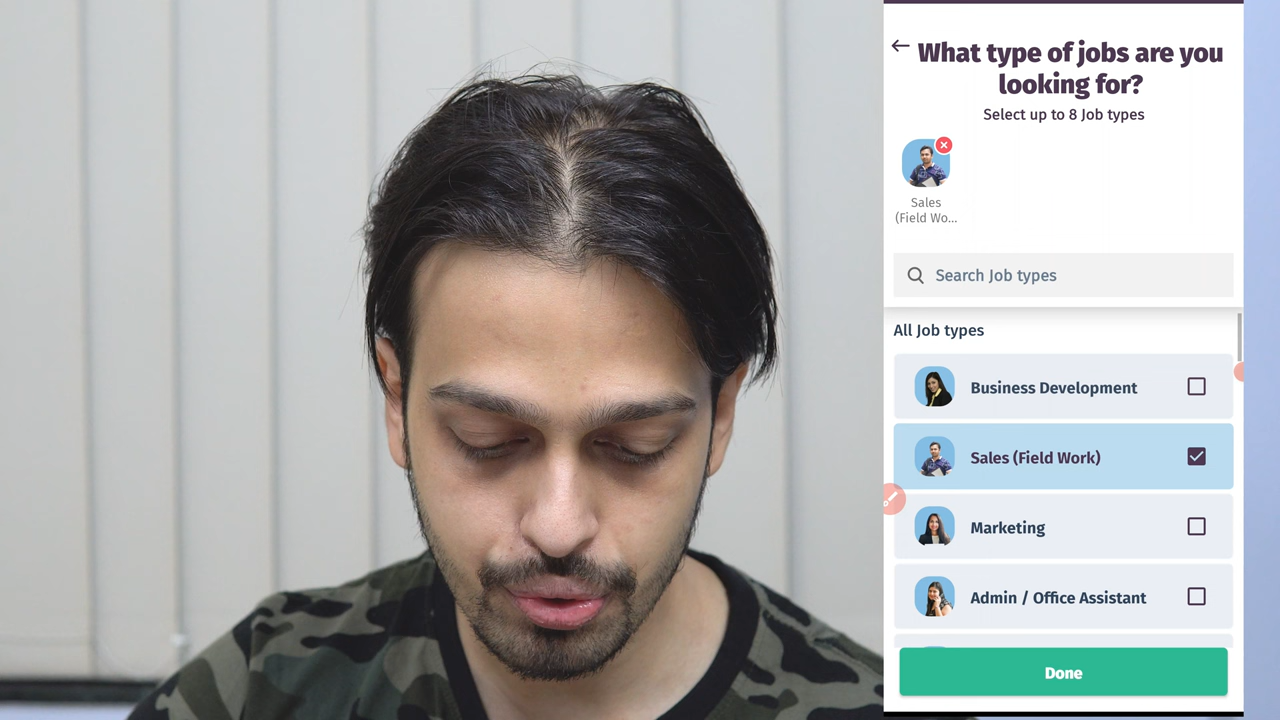 What type of jobs are you
looking for?
Select up to 8 Job types
Sales
(Field Wo...
Search Job types
All Job types
Business Development
Sales (Field Work)
Marketing
Admin / Office Assistant
Done